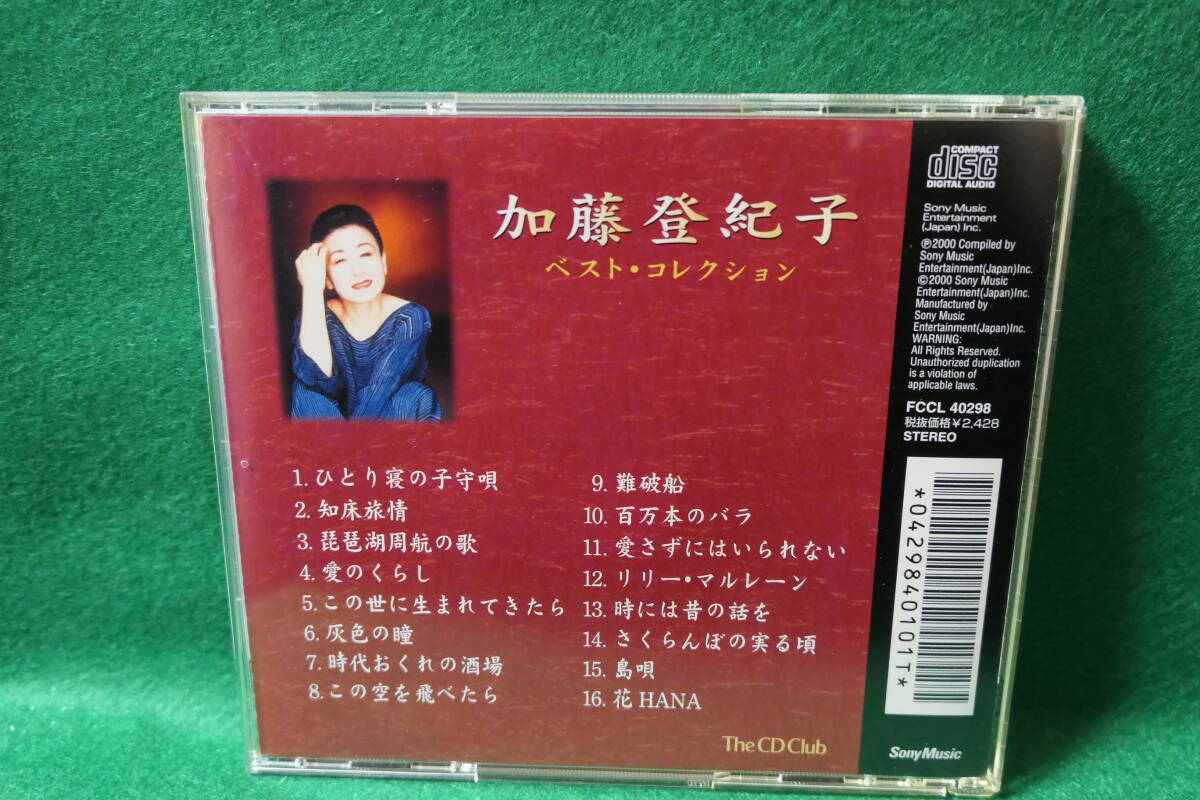 加藤登紀子
ベスト・コレクション
1. ひとり寝の子守唄
2. 知床旅情
3. 琵琶湖周航の歌
4. 愛のくらし
5. この世に生まれてきたら
6. 灰色の瞳
7. 時代おくれの酒場
8. この空を飛べたら
9. 難破船
10. 百万本のバラ
11. 愛さずにはいられない
12. リリー・マルレーン
13. 時には昔の話を
14. さくらんぼの実る頃
15. 島唄
16. 花 HANA
The CD Club
COMPACT
disc
DIGITAL AUDIO
Sony Music
Entertainment
(Japan) Inc.
℗2000 Compiled by
Sony Music
Entertainment(Japan)Inc.
©2000 Sony Music
Entertainment(Japan)Inc.
Manufactured by
Sony Music
Entertainment(Japan)Inc.
WARNING:
All Rights Reserved.
Unauthorized duplication
is a violation of
applicable laws.
FCCL 40298
税抜価格¥2,428
STEREO
*0429840101T*
SonyMusic